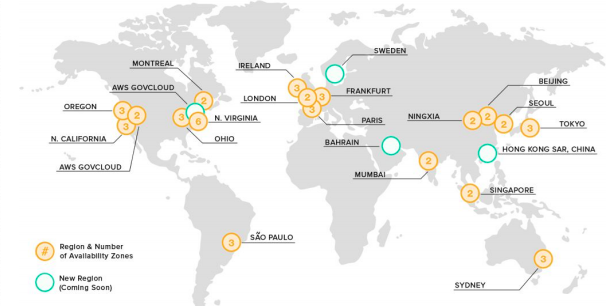 SWEDEN
MONTREAL
IRELAND
BEIJING
AWS GOVCLOUD
3
FRANKFURT
2
2
3
SEOUL
OREGON
3
2
LONDON
3
2
2
2
3
TOKYO
3
6
N. VIRGINIA
PARIS
NINGXIA
3
N. CALIFORNIA
OHIO
BAHRAIN
HONG KONG SAR, CHINA
AWS GOVCLOUD
MUMBAI
2
2
SINGAPORE
SÃO PAULO
3
#
Region & Number
of Availability Zones
3
New Region
(Coming Soon)
SYDNEY